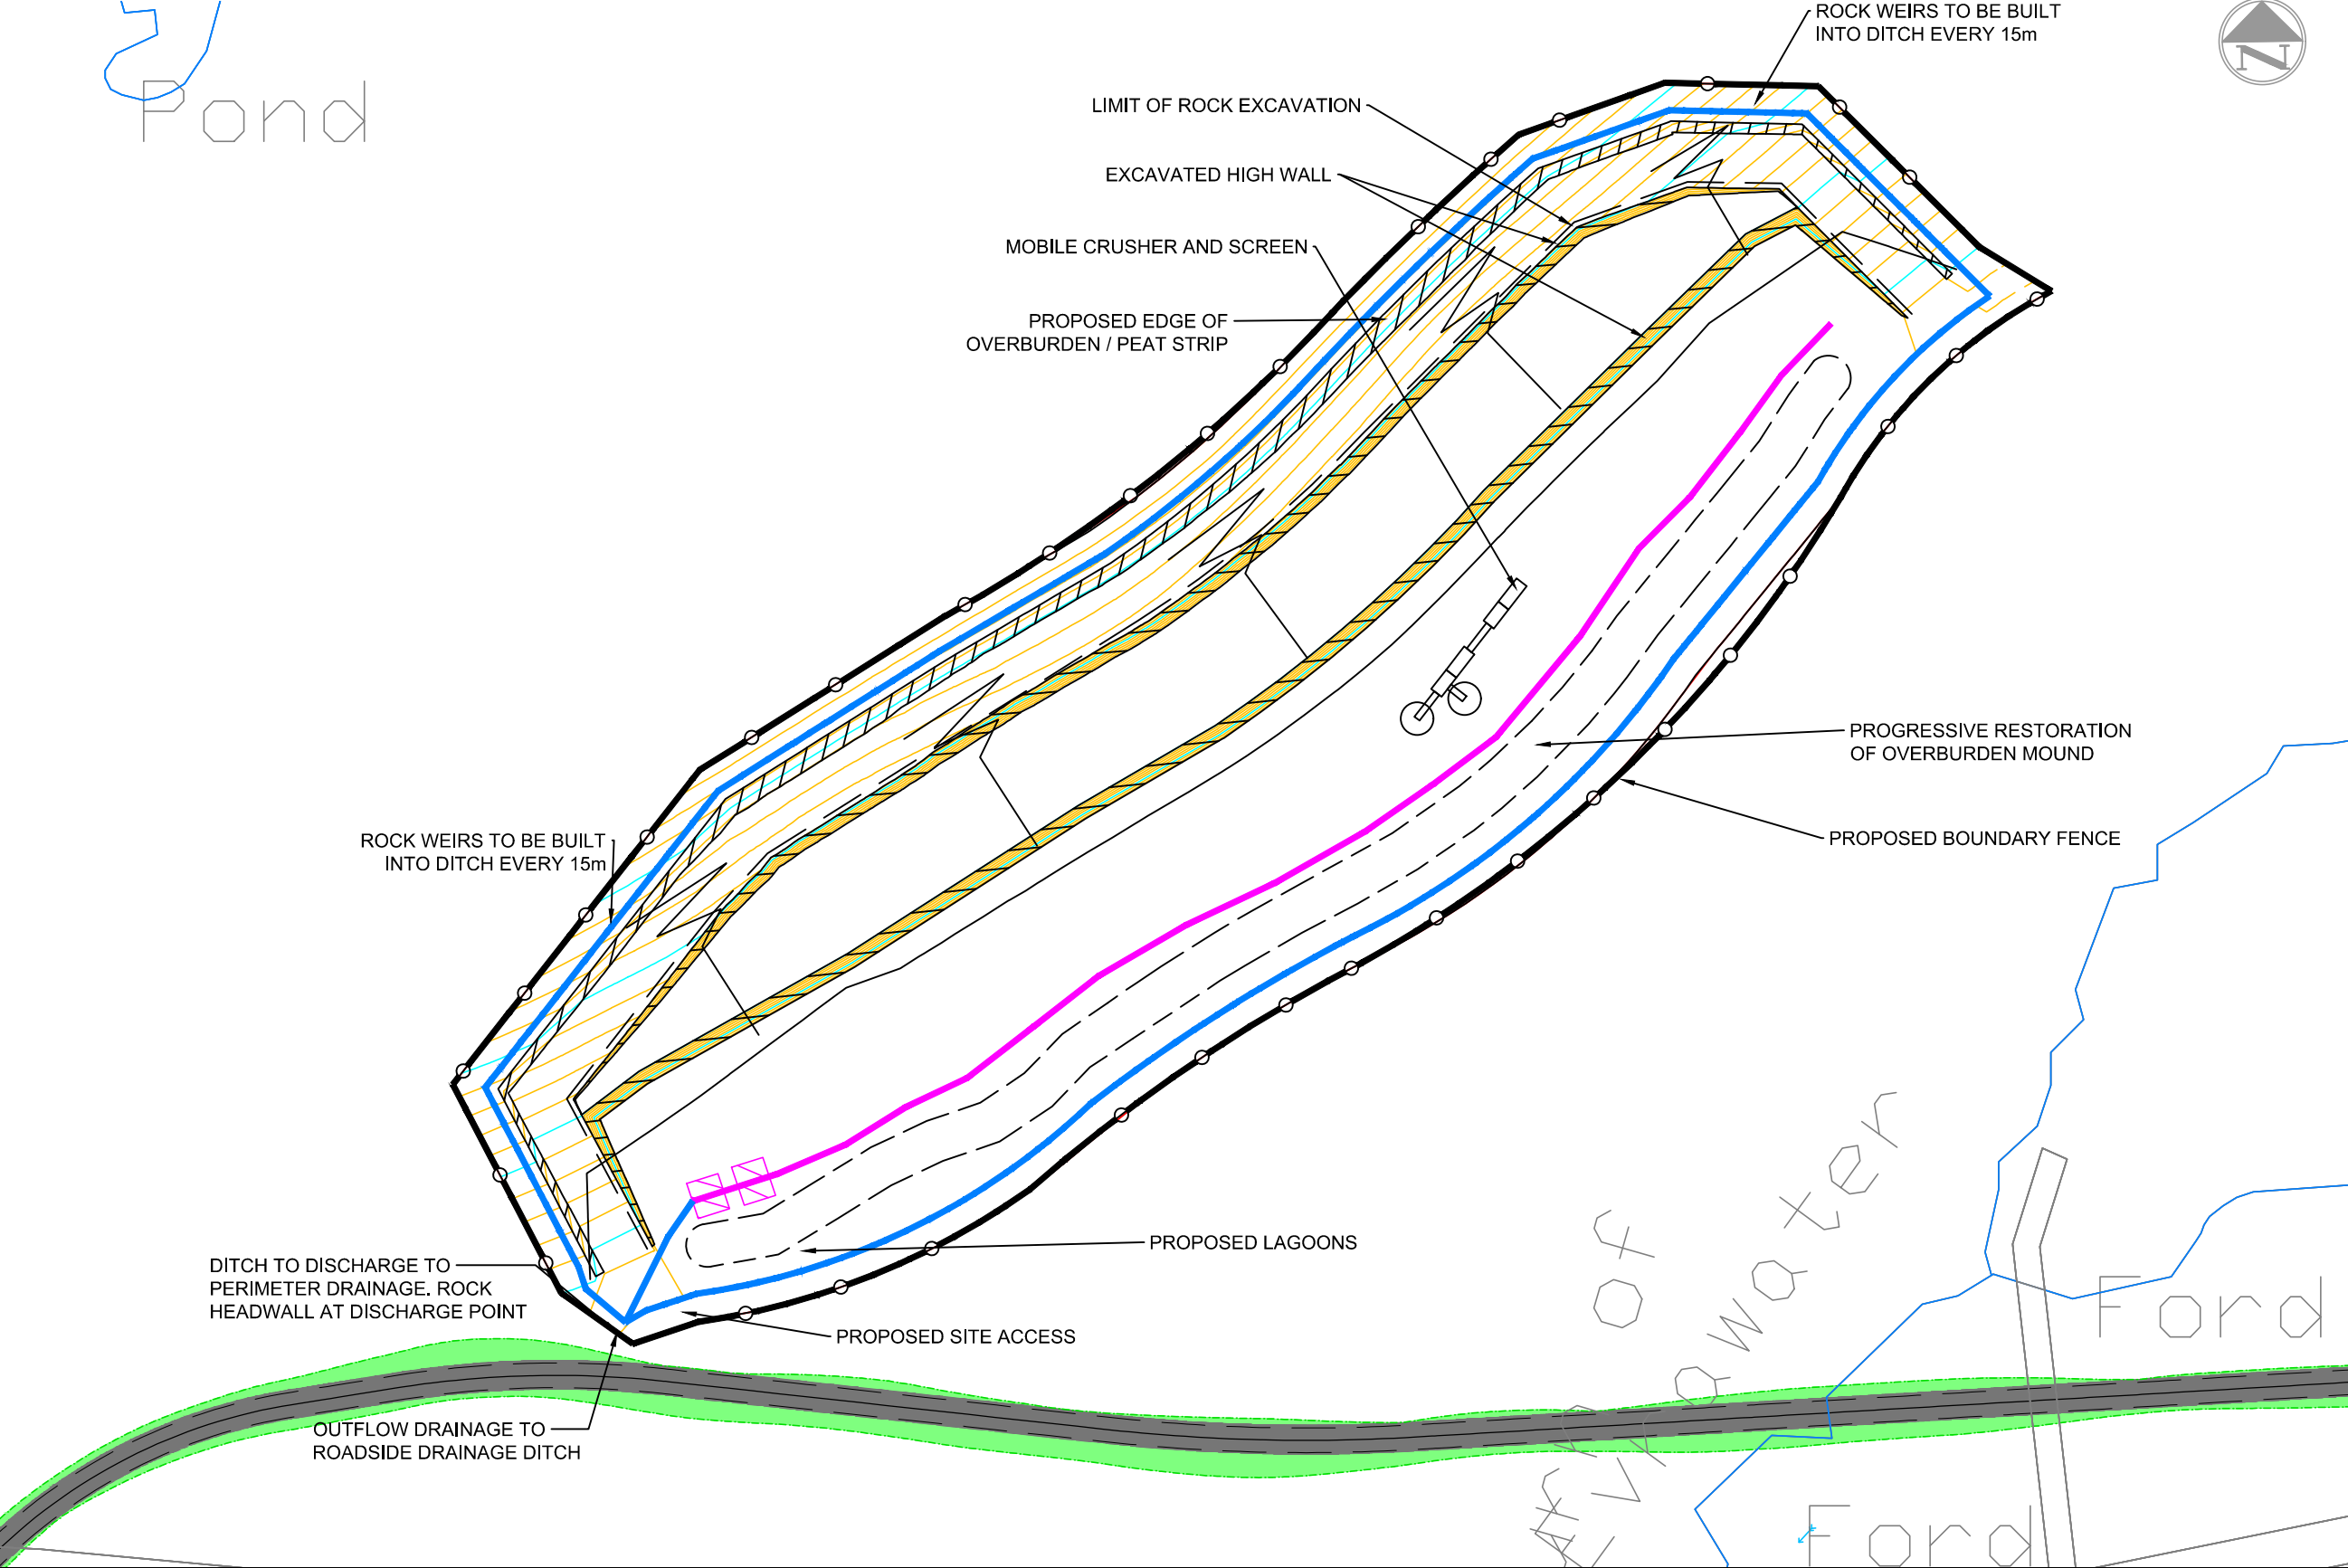 ROCK WEIRS TO BE BUILT
INTO DITCH EVERY 15m
N
Pond
LIMIT OF ROCK EXCAVATION
EXCAVATED HIGH WALL
MOBILE CRUSHER AND SCREEN
PROPOSED EDGE OF
OVERBURDEN / PEAT STRIP
PROGRESSIVE RESTORATION
OF OVERBURDEN MOUND
PROPOSED BOUNDARY FENCE
ROCK WEIRS TO BE BUILT
INTO DITCH EVERY 15m
DITCH TO DISCHARGE TO
PERIMETER DRAINAGE. ROCK
HEADWALL AT DISCHARGE POINT
PROPOSED LAGOONS
PROPOSED SITE ACCESS
OUTFLOW DRAINAGE TO
ROADSIDE DRAINAGE DITCH
of
Ewe Water
Ford
Ford